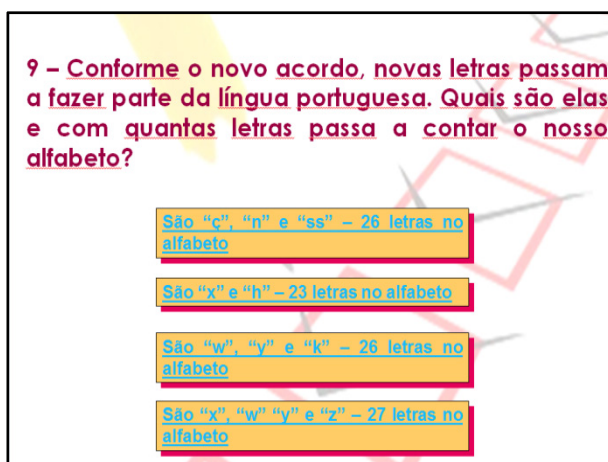 9 – Conforme o novo acordo, novas letras passam
a fazer parte da língua portuguesa. Quais são elas
e com quantas letras passa a contar o nosso
alfabeto?
São “ç”, “n” e “ss” – 26 letras no
alfabeto
São “x” e “h” – 23 letras no alfabeto
São “w”, “y” e “k” – 26 letras no
alfabeto
São “x”, “w” “y” e “z” – 27 letras no
alfabeto